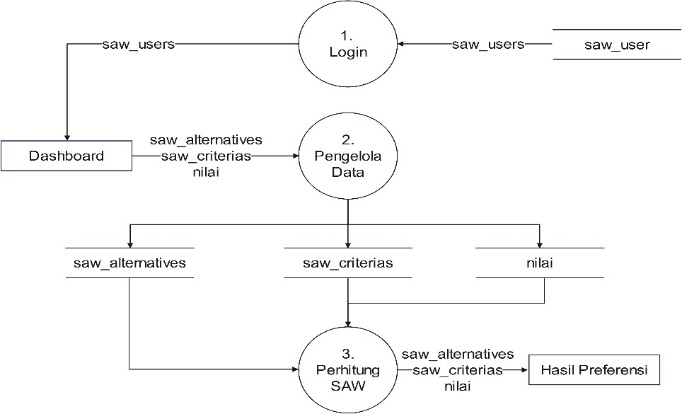 1.
Login
saw_users
saw_users
saw_user
Dashboard
saw_alternatives
saw_criterias
nilai
2.
Pengelola
Data
saw_alternatives
saw_criterias
nilai
3.
Perhitung
SAW
saw_alternatives
saw_criterias
nilai
Hasil Preferensi